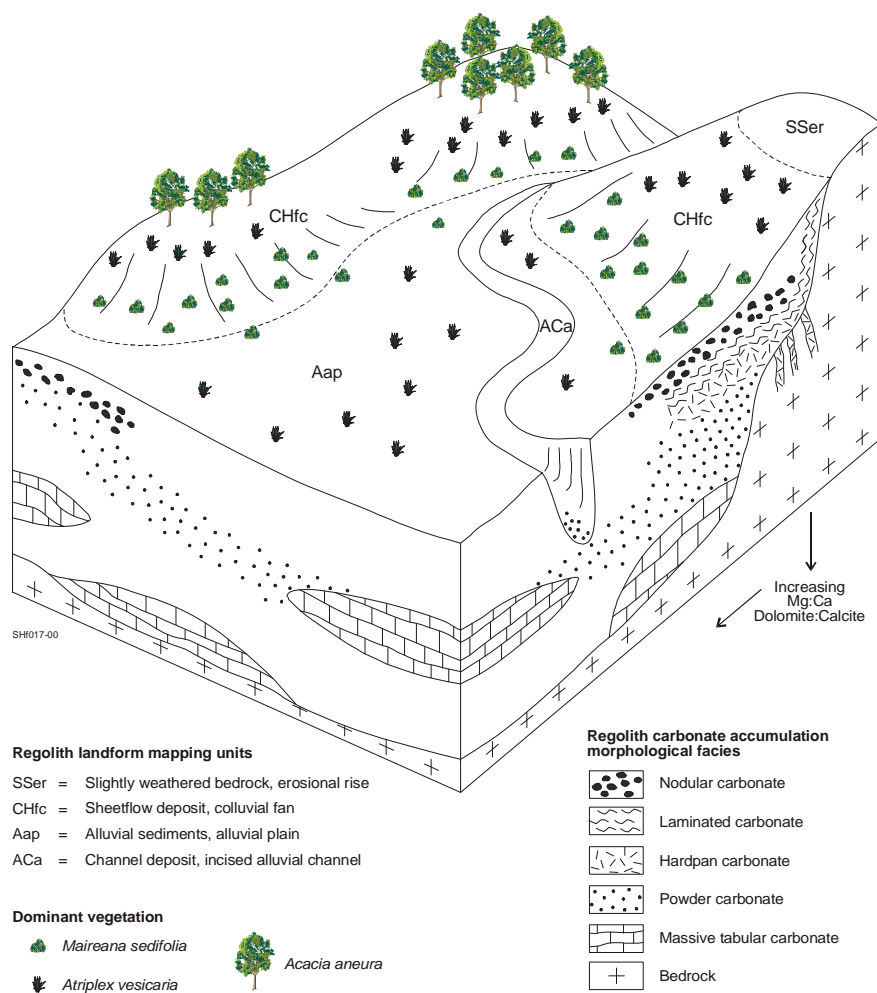 SSer
CHfc
CHfc
ACa
Aap
Increasing
Mg:Ca
Dolomite:Calcite
SHf017-00
Regolith landform mapping units
SSer = Slightly weathered bedrock, erosional rise
CHfc = Sheetflow deposit, colluvial fan
Aap = Alluvial sediments, alluvial plain
ACa = Channel deposit, incised alluvial channel
Dominant vegetation
Maireana sedifolia
Atriplex vesicaria
Acacia aneura
Regolith carbonate accumulation
morphological facies
Nodular carbonate
Laminated carbonate
Hardpan carbonate
Powder carbonate
Massive tabular carbonate
Bedrock